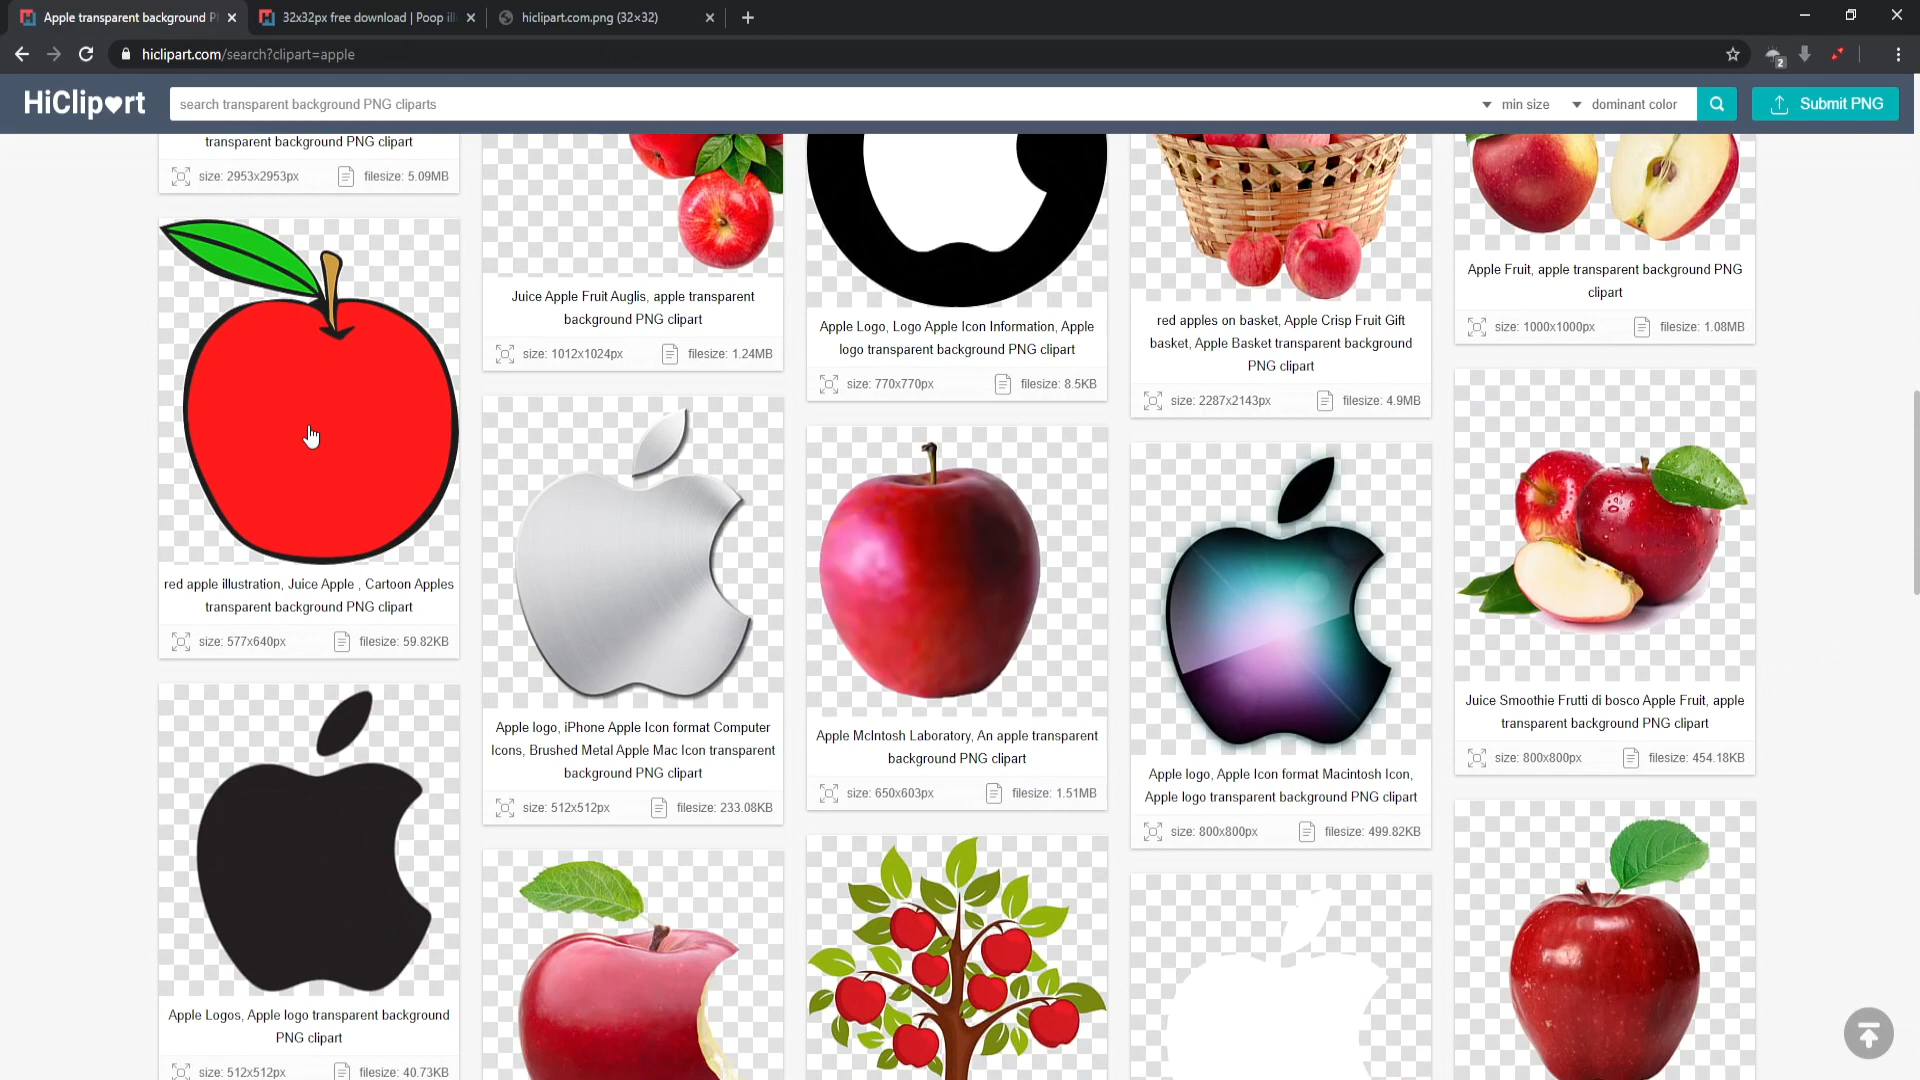 Apple transparent background P
32x32px free download | Poop ill
hiclipart.com.png (32×32)
hiclipart.com/search?clipart=apple
2
HiClipart
search transparent background PNG cliparts
min size
dominant color
Submit PNG
transparent background PNG clipart
size: 2953x2953px
filesize: 5.09MB
red apple illustration, Juice Apple , Cartoon Apples
transparent background PNG clipart
size: 577x640px
filesize: 59.82KB
Apple Logos, Apple logo transparent background
PNG clipart
size: 512x512px
filesize: 40.73KB
Juice Apple Fruit Auglis, apple transparent
background PNG clipart
size: 1012x1024px
filesize: 1.24MB
Apple logo, iPhone Apple Icon format Computer
Icons, Brushed Metal Apple Mac Icon transparent
background PNG clipart
size: 512x512px
filesize: 233.08KB
Apple Logo, Logo Apple Icon Information, Apple
logo transparent background PNG clipart
size: 770x770px
filesize: 8.5KB
Apple McIntosh Laboratory, An apple transparent
background PNG clipart
size: 650x603px
filesize: 1.51MB
red apples on basket, Apple Crisp Fruit Gift
basket, Apple Basket transparent background
PNG clipart
size: 2287x2143px
filesize: 4.9MB
Apple logo, Apple Icon format Macintosh Icon,
Apple logo transparent background PNG clipart
size: 800x800px
filesize: 499.82KB
Apple Fruit, apple transparent background PNG
clipart
size: 1000x1000px
filesize: 1.08MB
Juice Smoothie Frutti di bosco Apple Fruit, apple
transparent background PNG clipart
size: 800x800px
filesize: 454.18KB